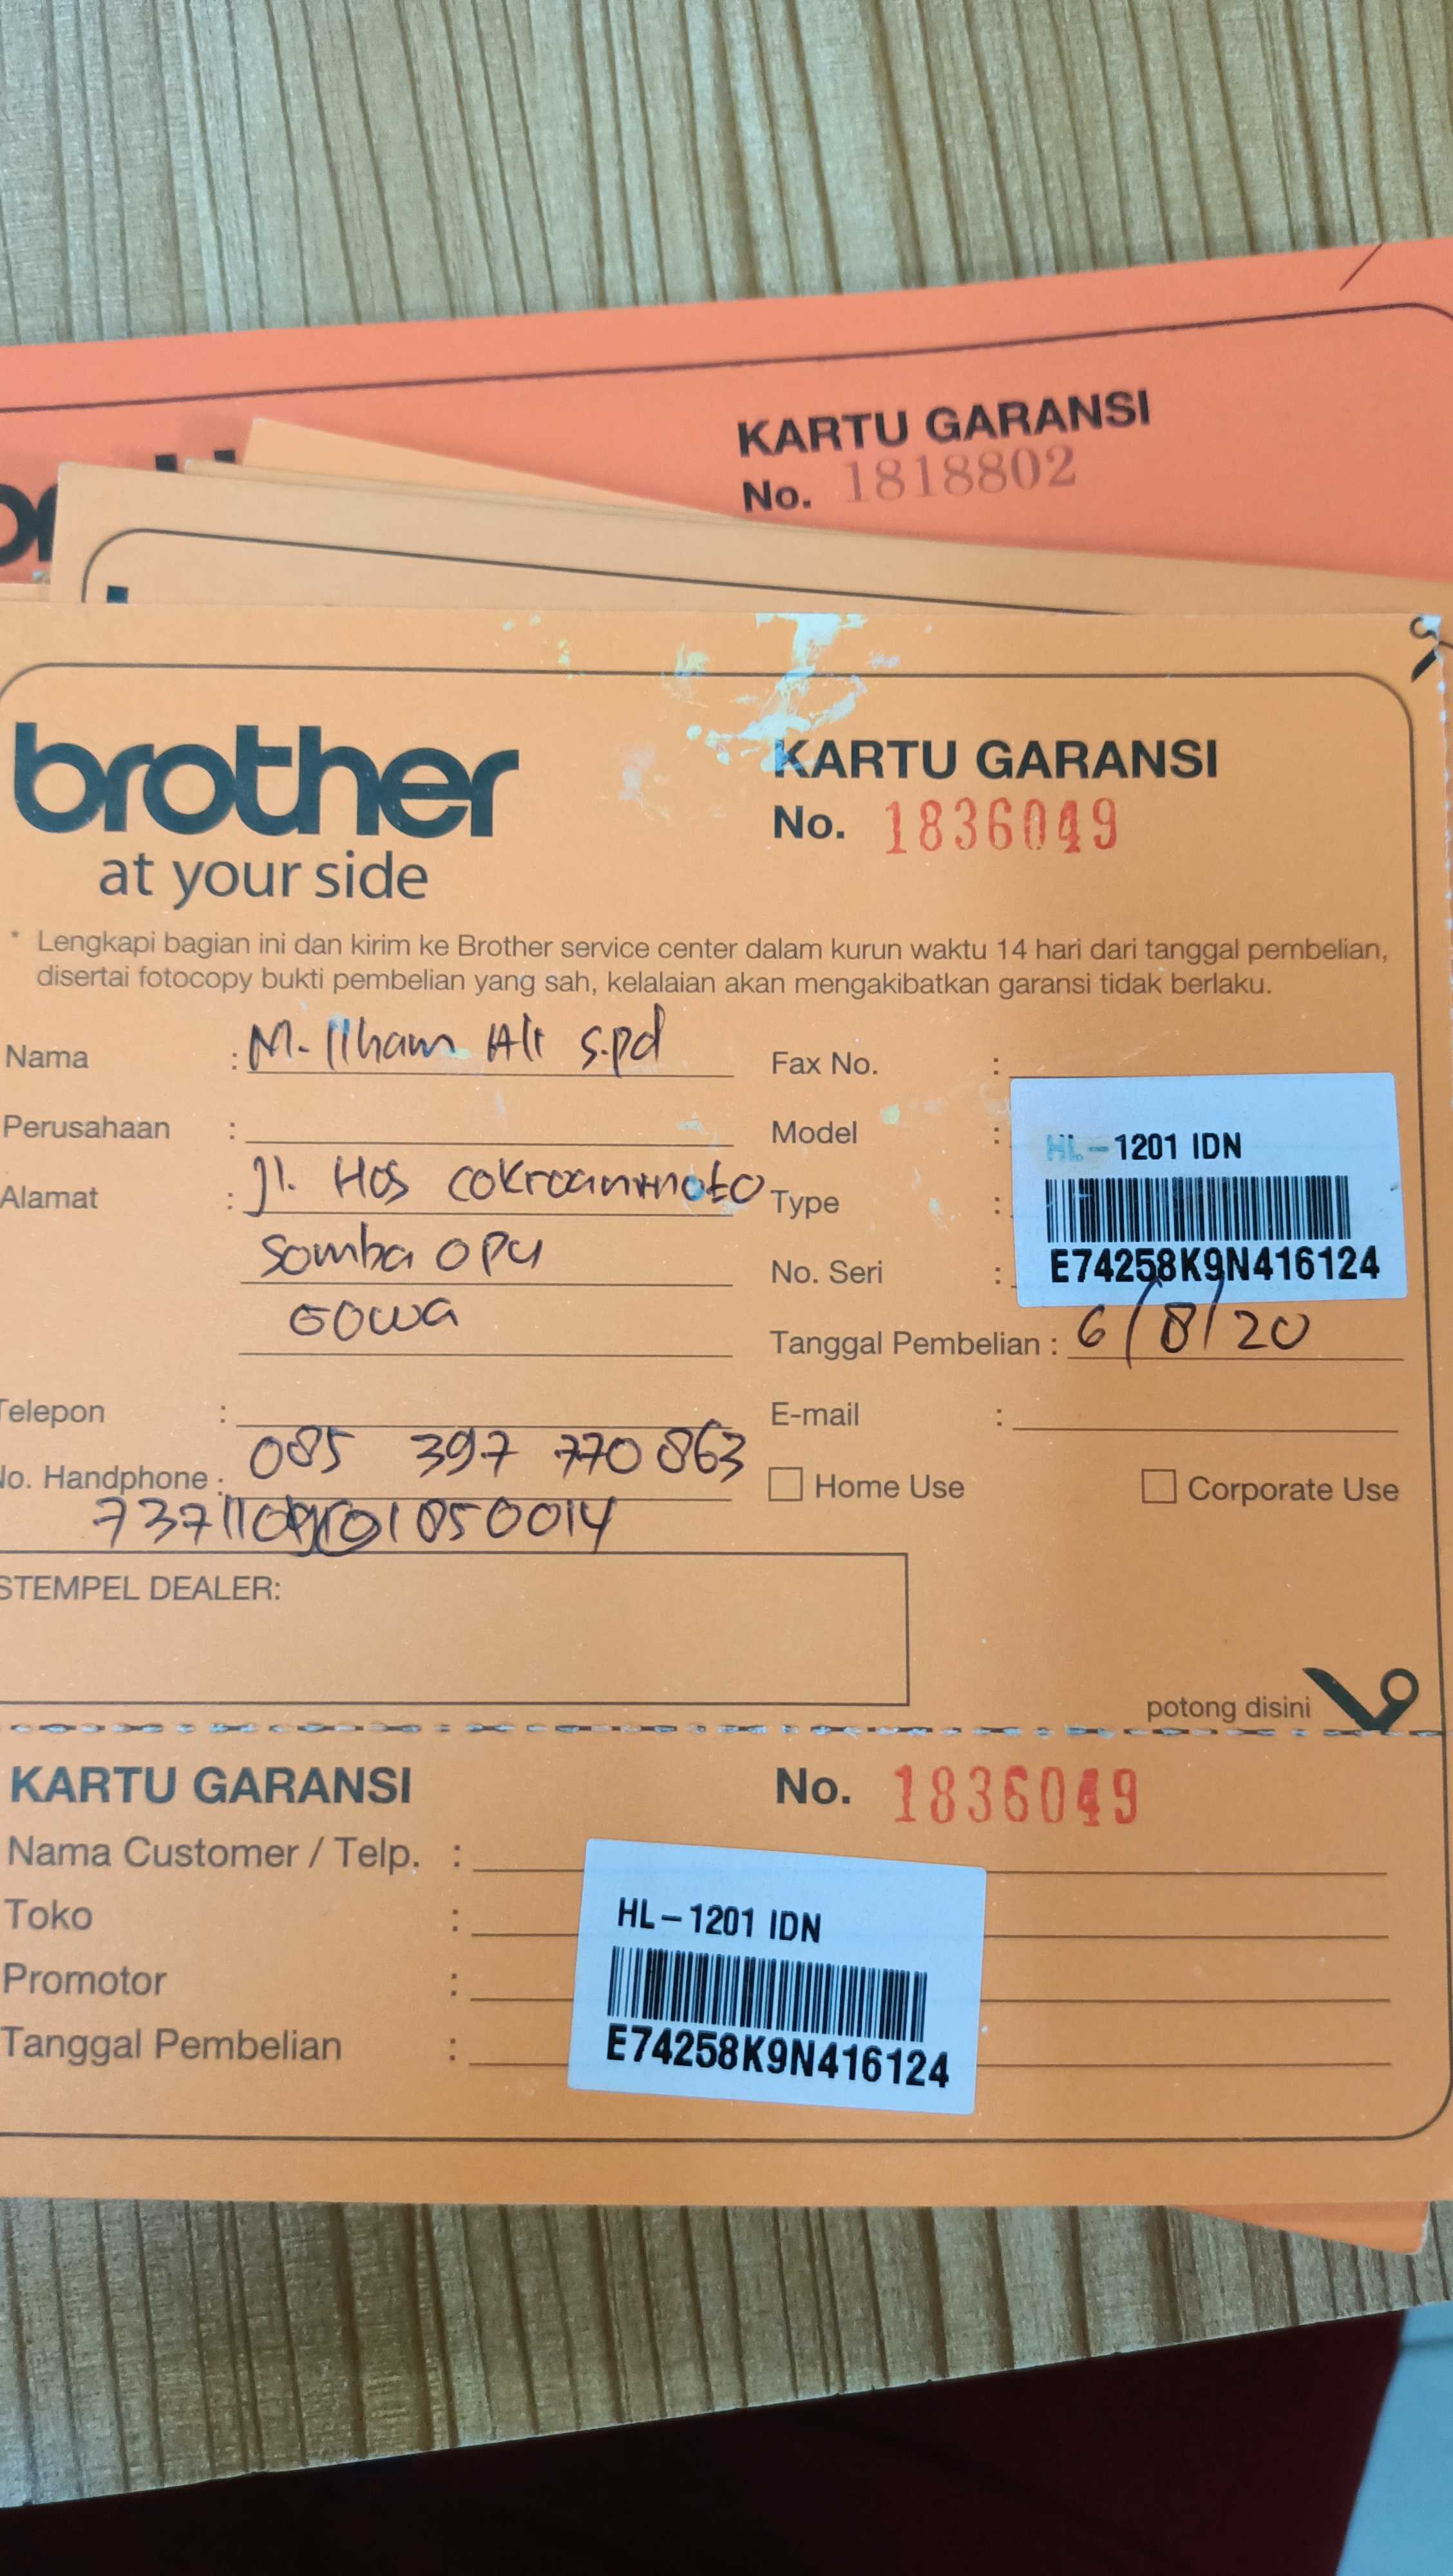 KARTU GARANSI
No. 1818802
brother
at your side
KARTU GARANSI
No. 1836049
* Lengkapi bagian ini dan kirim ke Brother service center dalam kurun waktu 14 hari dari tanggal pembelian,
disertai fotocopy bukti pembelian yang sah, kelalaian akan mengakibatkan garansi tidak berlaku.
Nama : M. Ilham Ali S.pd
Perusahaan :
Alamat : Jl. Hos cokroaminoto
Somba opu
Gowa
Telepon :
No. Handphone : 085 397 770 863
Fax No. :
Model : HL-1201 IDN
Type :
No. Seri : E74258K9N416124
Tanggal Pembelian : 6/8/20
E-mail :
Home Use
Corporate Use
STEMPEL DEALER:
potong disini
KARTU GARANSI
No. 1836049
Nama Customer / Telp. :
Toko :
Promotor :
Tanggal Pembelian :
HL-1201 IDN
E74258K9N416124